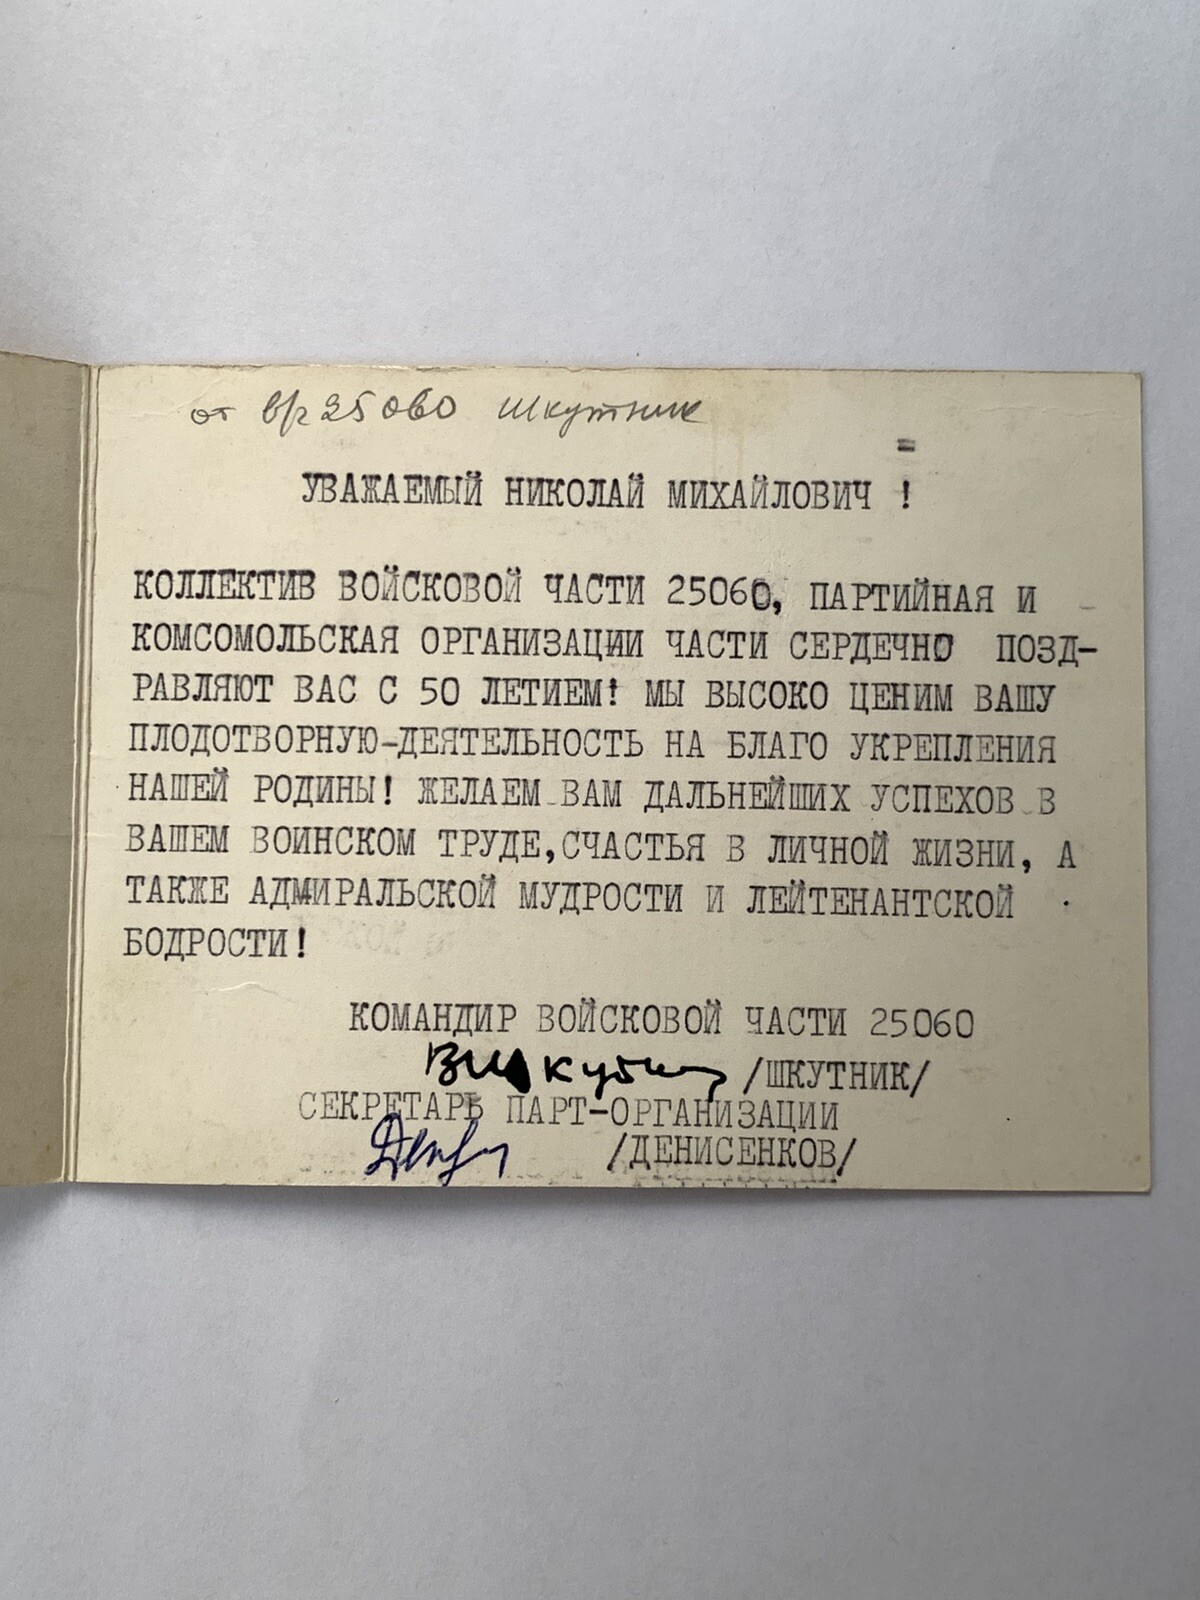 от в/ч 25060 Шкутник
УВАЖАЕМЫЙ НИКОЛАЙ МИХАЙЛОВИЧ !
КОЛЛЕКТИВ ВОЙСКОВОЙ ЧАСТИ 25060, ПАРТИЙНАЯ И
КОМСОМОЛЬСКАЯ ОРГАНИЗАЦИИ ЧАСТИ СЕРДЕЧНО ПОЗД-
РАВЛЯЮТ ВАС С 50 ЛЕТИЕМ! МЫ ВЫСОКО ЦЕНИМ ВАШУ
ПЛОДОТВОРНУЮ-ДЕЯТЕЛЬНОСТЬ НА БЛАГО УКРЕПЛЕНИЯ
НАШЕЙ РОДИНЫ! ЖЕЛАЕМ ВАМ ДАЛЬНЕЙШИХ УСПЕХОВ В
ВАШЕМ ВОИНСКОМ ТРУДЕ,СЧАСТЬЯ В ЛИЧНОЙ ЖИЗНИ, А
ТАКЖЕ АДМИРАЛЬСКОЙ МУДРОСТИ И ЛЕЙТЕНАНТСКОЙ
БОДРОСТИ!
КОМАНДИР ВОЙСКОВОЙ ЧАСТИ 25060
/ШКУТНИК/
СЕКРЕТАРЬ ПАРТ-ОРГАНИЗАЦИИ
/ДЕНИСЕНКОВ/